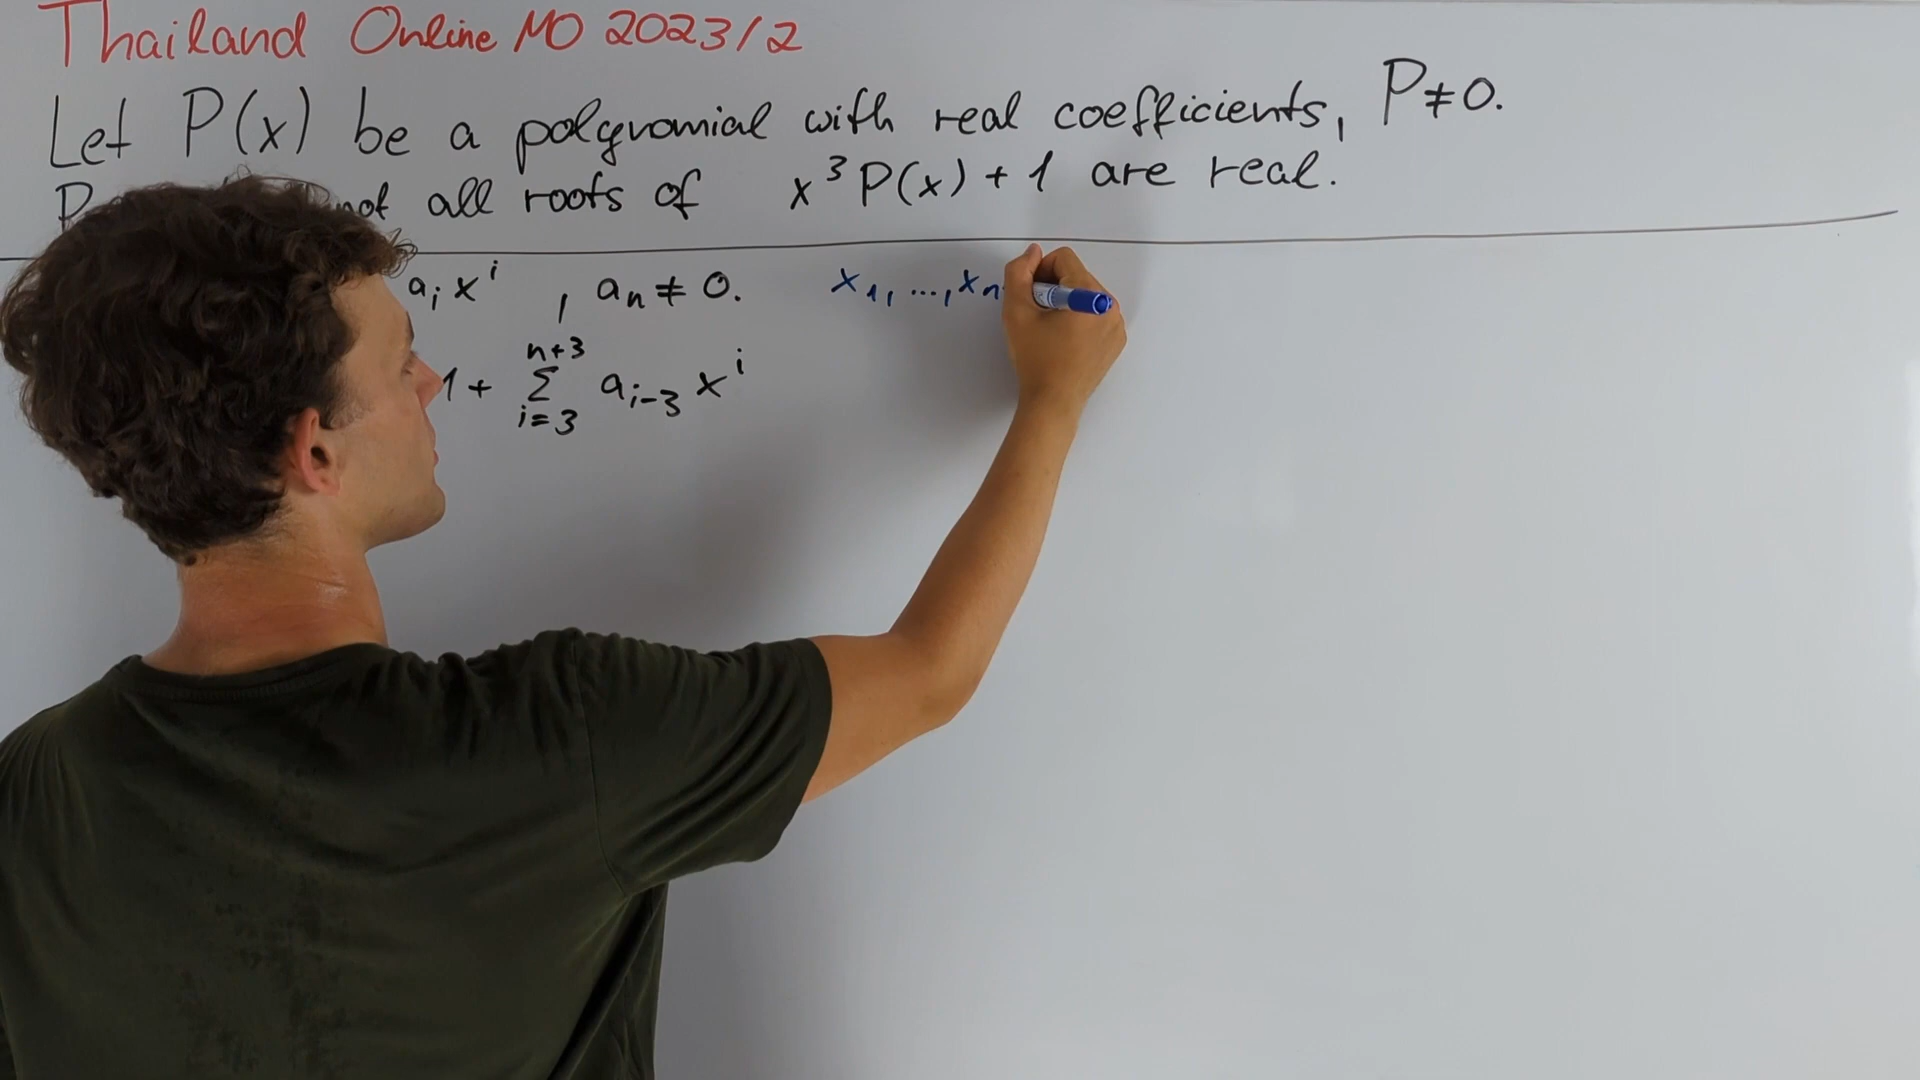 Thailand Online MO 2023/2
Let P(x) be a polynomial with real coefficients, P≠0.
not all roots of x³P(x)+1 are real.
aᵢxⁱ , aₙ≠0. x₁,...,xₙ
1+ ∑_{i=3}^{n+3} a_{i-3} xⁱ